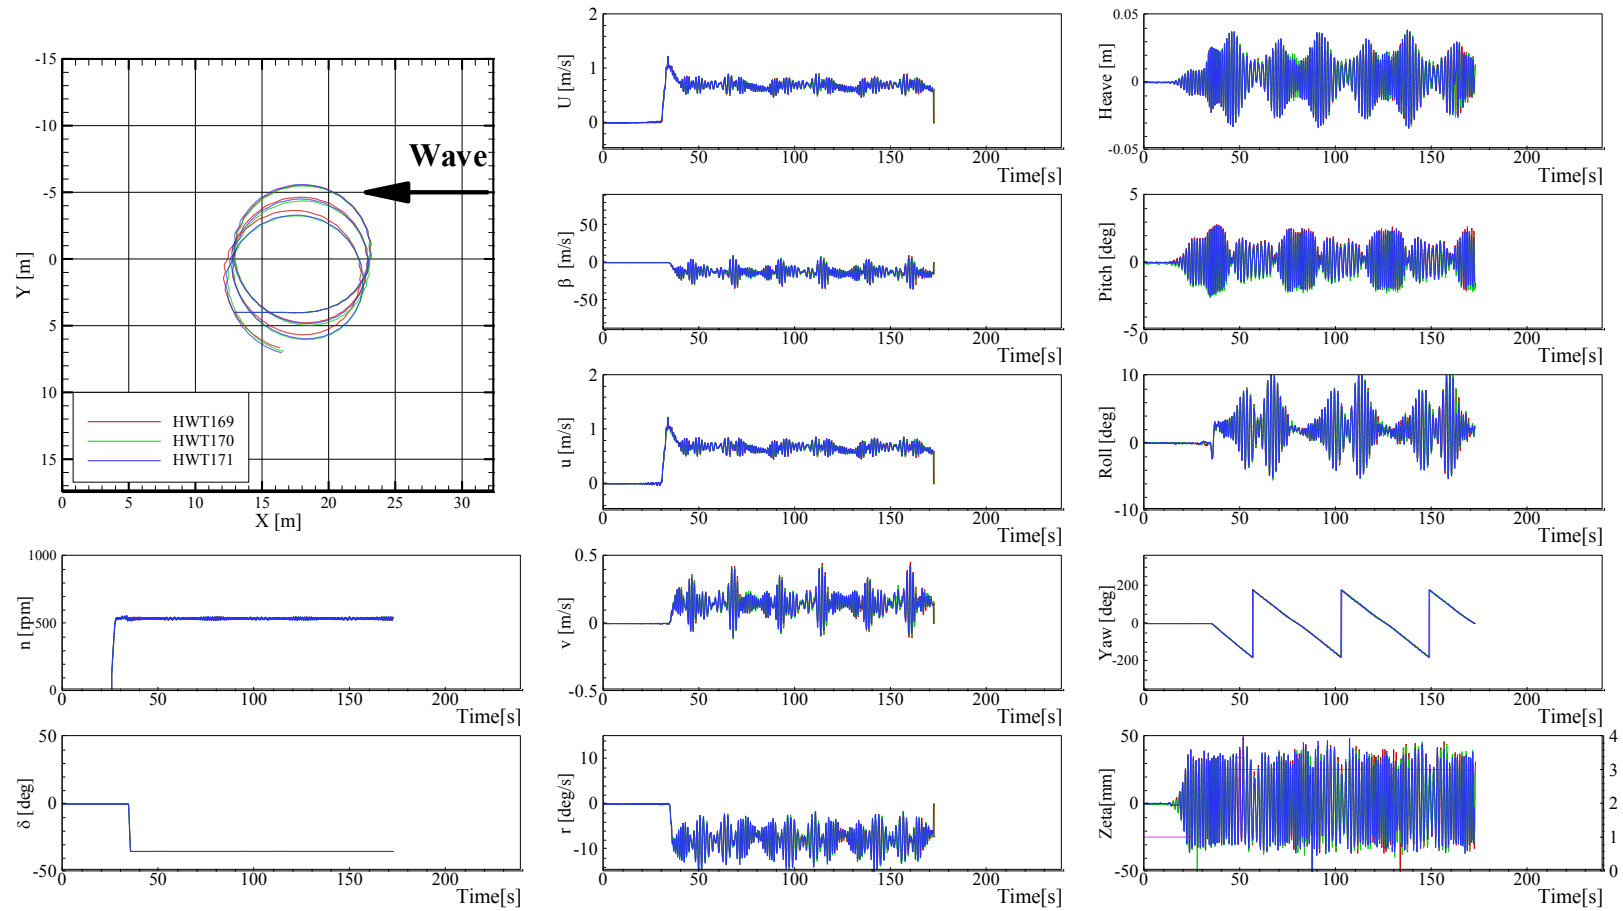 -15
-10
-5
0
5
10
15
Y [m]
Wave
HWT169
HWT170
HWT171
0 5 10 15 20 25 30
X [m]
2
1
0
U [m/s]
0 50 100 150 200
Time[s]
0.05
0
-0.05
Heave [m]
0 50 100 150 200
Time[s]
50
0
-50
β [m/s]
0 50 100 150 200
Time[s]
5
0
-5
Pitch [deg]
0 50 100 150 200
Time[s]
2
1
0
u [m/s]
0 50 100 150 200
Time[s]
10
0
-10
Roll [deg]
0 50 100 150 200
Time[s]
1000
500
0
n [rpm]
0 50 100 150 200
Time[s]
0.5
0
-0.5
v [m/s]
0 50 100 150 200
Time[s]
200
0
-200
Yaw [deg]
0 50 100 150 200
Time[s]
50
0
-50
δ [deg]
0 50 100 150 200
Time[s]
10
0
-10
r [deg/s]
0 50 100 150 200
Time[s]
50
0
-50
Zeta[mm]
4
3
2
1
0
0 50 100 150 200
Time[s]